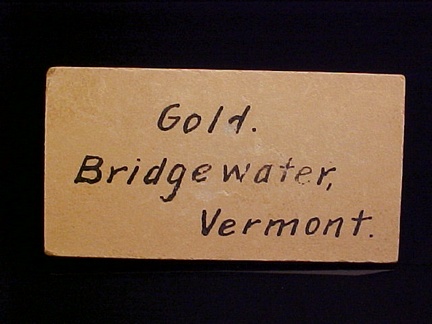 Gold.
Bridgewater,
Vermont.